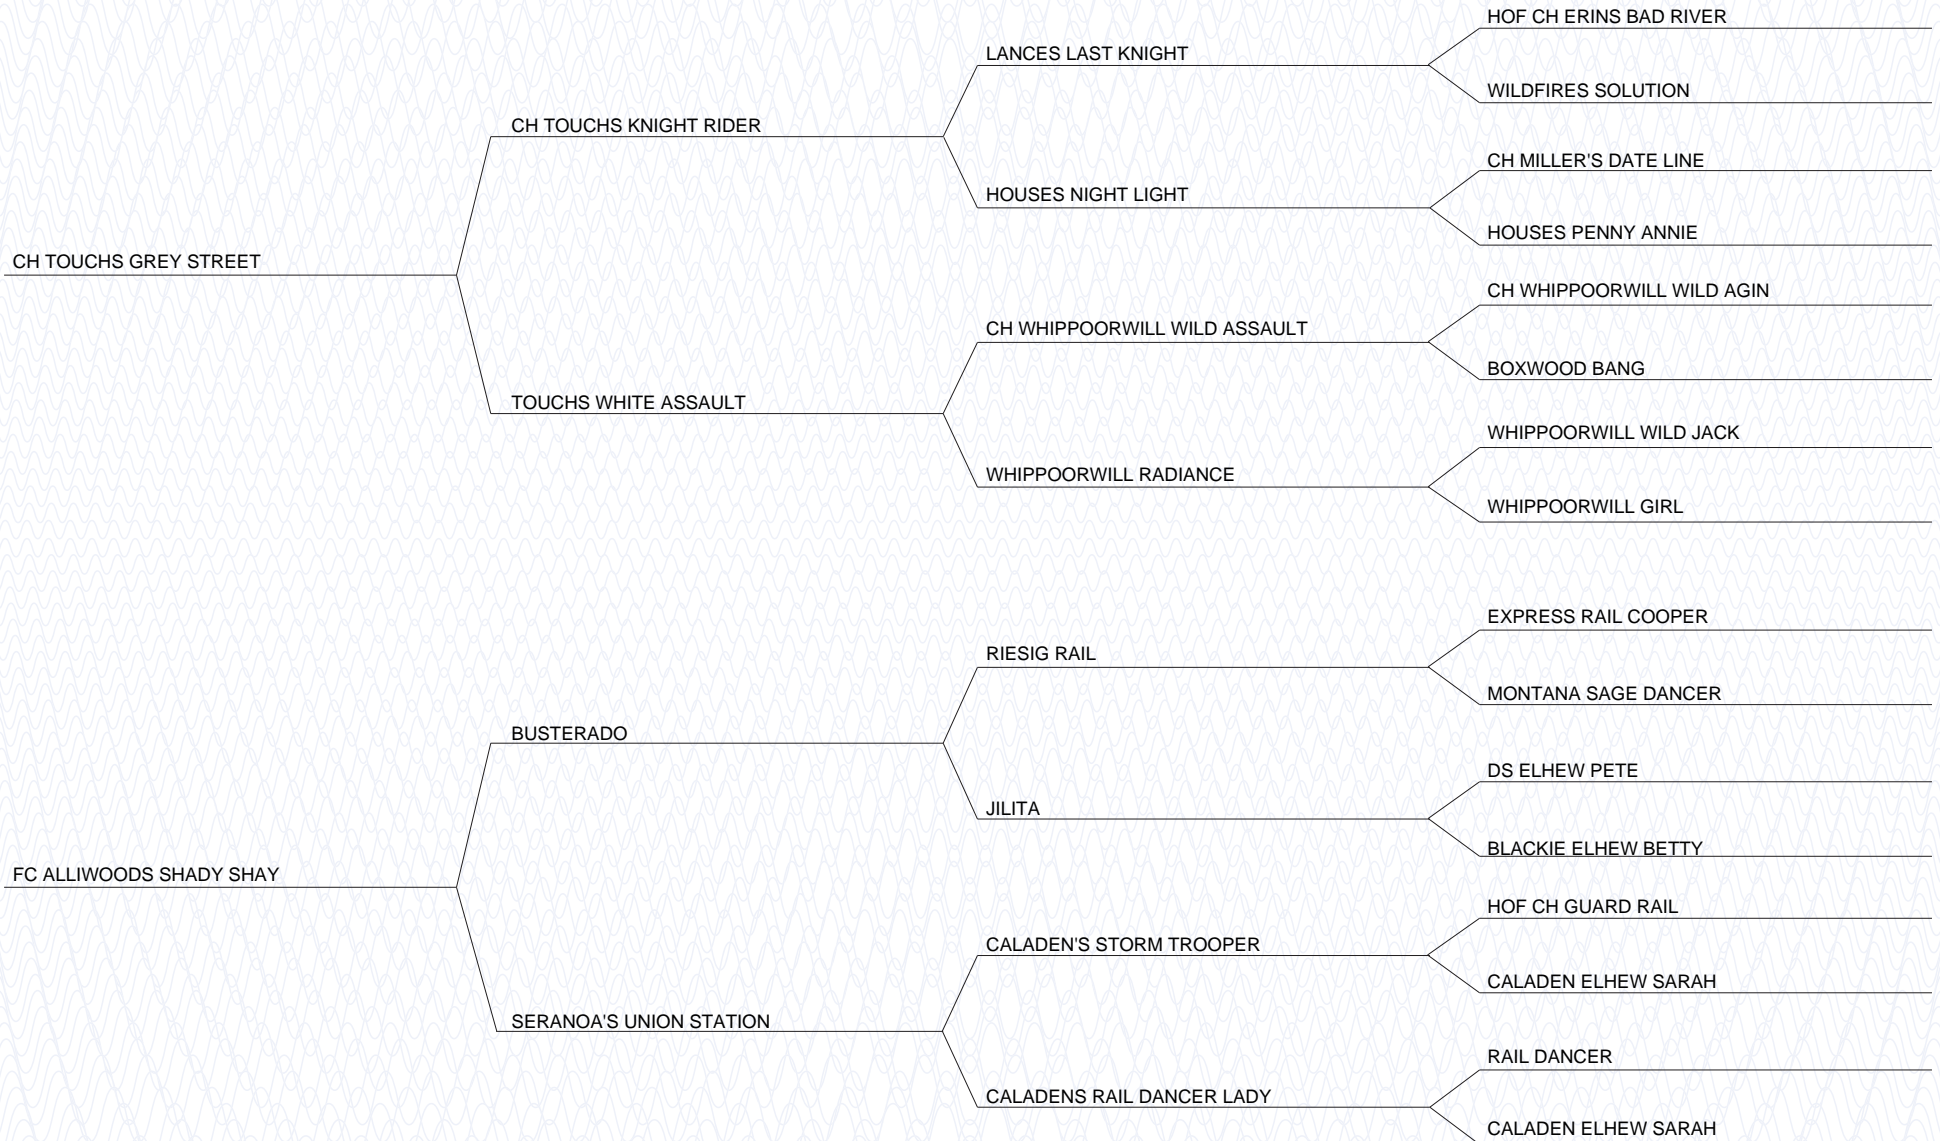 HOF CH ERINS BAD RIVER
LANCES LAST KNIGHT
WILDFIRES SOLUTION
CH TOUCHS KNIGHT RIDER
CH MILLER'S DATE LINE
HOUSES NIGHT LIGHT
HOUSES PENNY ANNIE
CH TOUCHS GREY STREET
CH WHIPPOORWILL WILD AGIN
CH WHIPPOORWILL WILD ASSAULT
BOXWOOD BANG
TOUCHS WHITE ASSAULT
WHIPPOORWILL WILD JACK
WHIPPOORWILL RADIANCE
WHIPPOORWILL GIRL
EXPRESS RAIL COOPER
RIESIG RAIL
MONTANA SAGE DANCER
BUSTERADO
DS ELHEW PETE
JILITA
BLACKIE ELHEW BETTY
FC ALLIWOODS SHADY SHAY
HOF CH GUARD RAIL
CALADEN'S STORM TROOPER
CALADEN ELHEW SARAH
SERANOA'S UNION STATION
RAIL DANCER
CALADENS RAIL DANCER LADY
CALADEN ELHEW SARAH